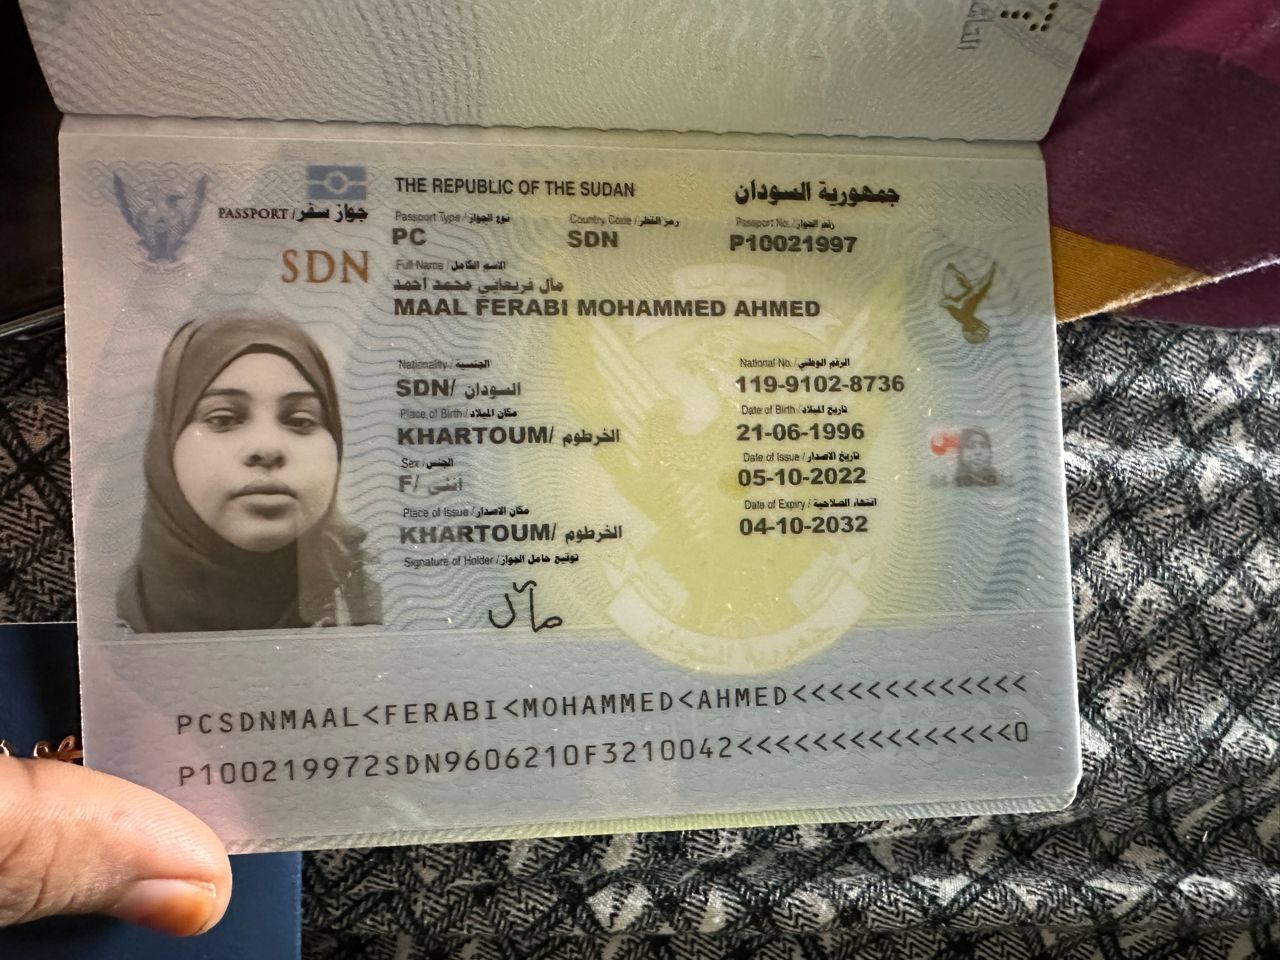 THE REPUBLIC OF THE SUDAN
جمهورية السودان
PASSPORT / جواز سفر
Passport Type / نوع الجواز
Country Code / رمز القطر
Passport No. / رقم الجواز
PC
SDN
P10021997
SDN
Full Name / الاسم الكامل
مال فريعابي محمد احمد
MAAL FERABI MOHAMMED AHMED
Nationality / الجنسية
National No. / الرقم الوطني
SDN/ السودان
119-9102-8736
Place of Birth / مكان الميلاد
Date of Birth / تاريخ الميلاد
KHARTOUM/ الخرطوم
21-06-1996
Sex / الجنس
Date of Issue / تاريخ الاصدار
F/ أنثى
05-10-2022
Place of Issue / مكان الاصدار
Date of Expiry / انتهاء الصلاحية
KHARTOUM/ الخرطوم
04-10-2032
Signature of Holder / توقيع حامل الجواز
مال
جمهورية السودان
PCSDNMAAL<FERABI<MOHAMMED<AHMED<<<<<<<<<<<<<
P100219972SDN9606210F3210042<<<<<<<<<<<<<<<0